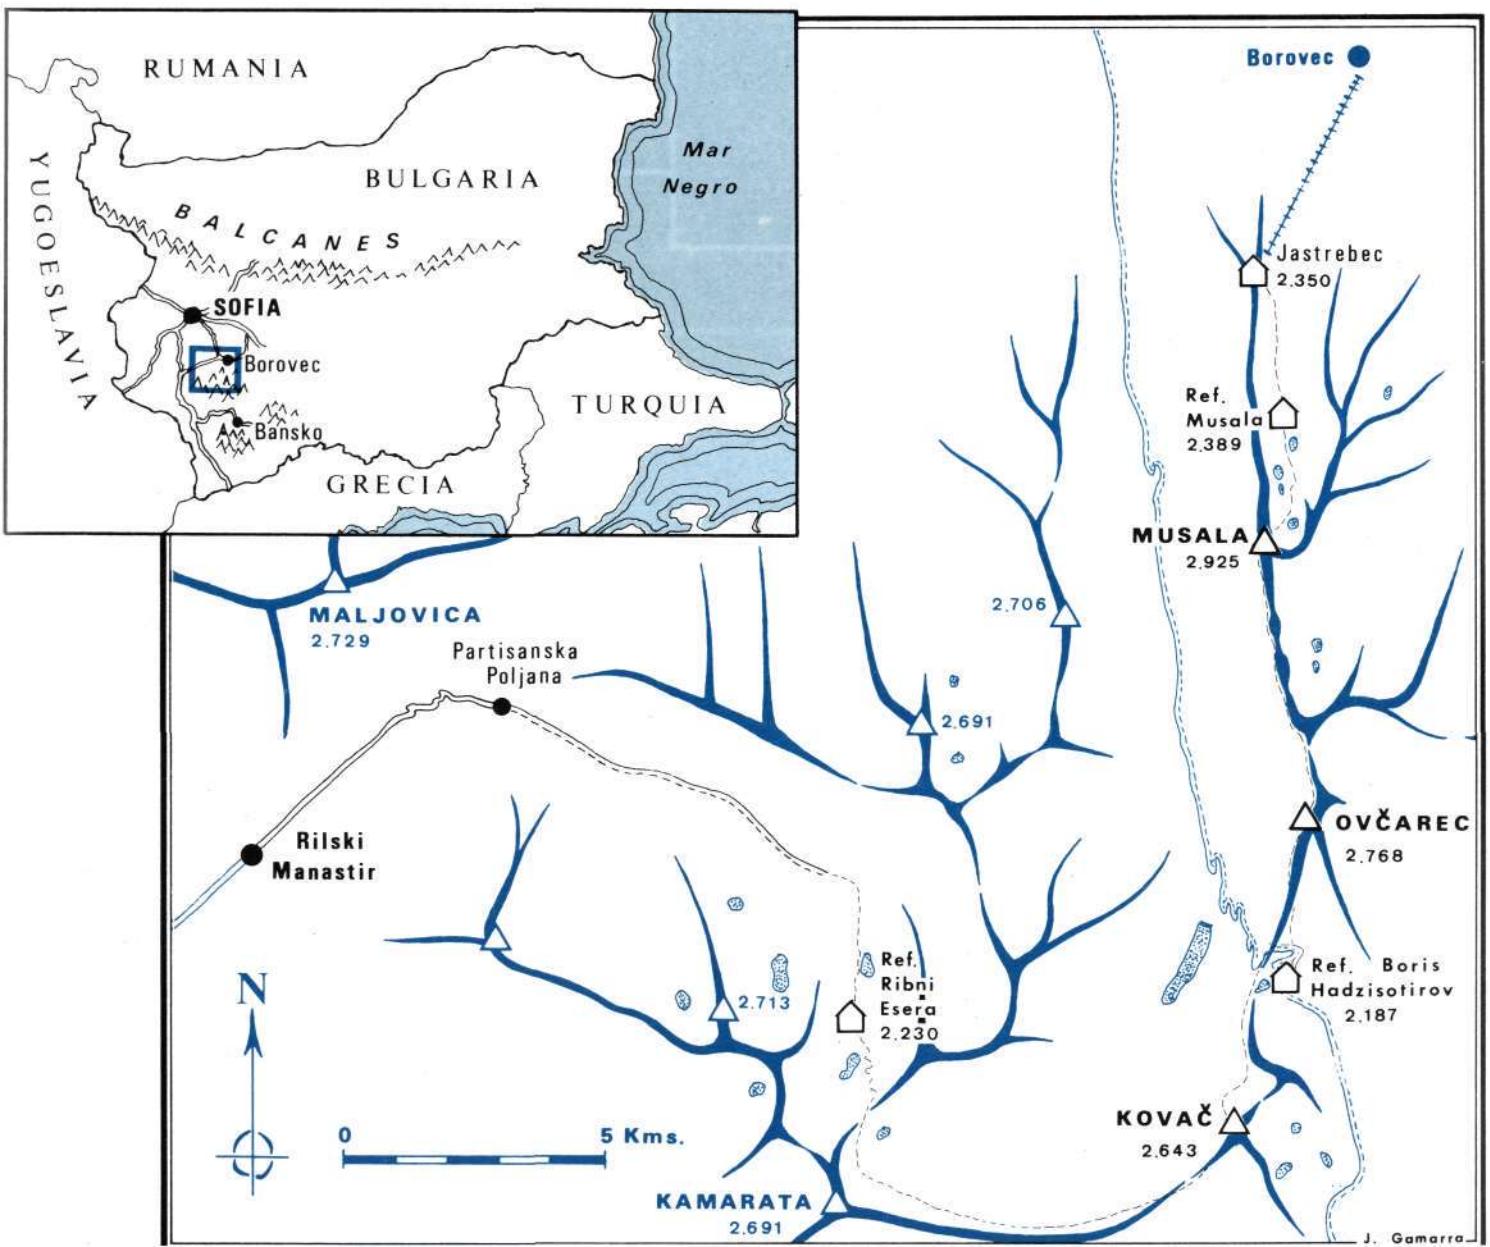 RUMANIA
YUGOESLAVIA
BULGARIA
Mar
Negro
BALCANES
SOFIA
Borovec
Bansko
TURQUIA
GRECIA
Borovec
Jastrebec
2.350
Ref.
Musala
2.389
MUSALA
2.925
MALJOVICA
2.729
2.706
Partisanska
Poljana
2.691
OVČAREC
2.768
Rilski
Manastir
Ref.
Ribni
Esera
2.230
2.713
Ref. Boris
Hadzisotirov
2.187
N
0 5 Kms.
KOVAČ
2.643
KAMARATA
2.691
J. Gamarra